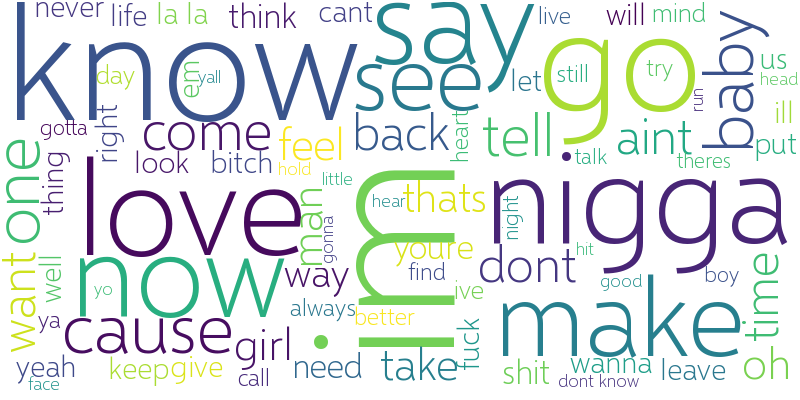 never
life
la la
think
cant
say
live
will
mind
know
see
go
baby
us
day
yall
em
let
still
try
head
run
ill
gotta
right
come
feel
back
heart
tell
aint
put
look
bitch
hold
talk
theres
one
thing
love
man
little
im
hear
thats
nigga
night
want
well
now
gonna
youre
find
dont
hit
boy
time
yo
way
ive
good
ya
cause
girl
always
better
fuck
make
yeah
face
keep
give
call
need
take
shit
wanna
dont know
leave
oh